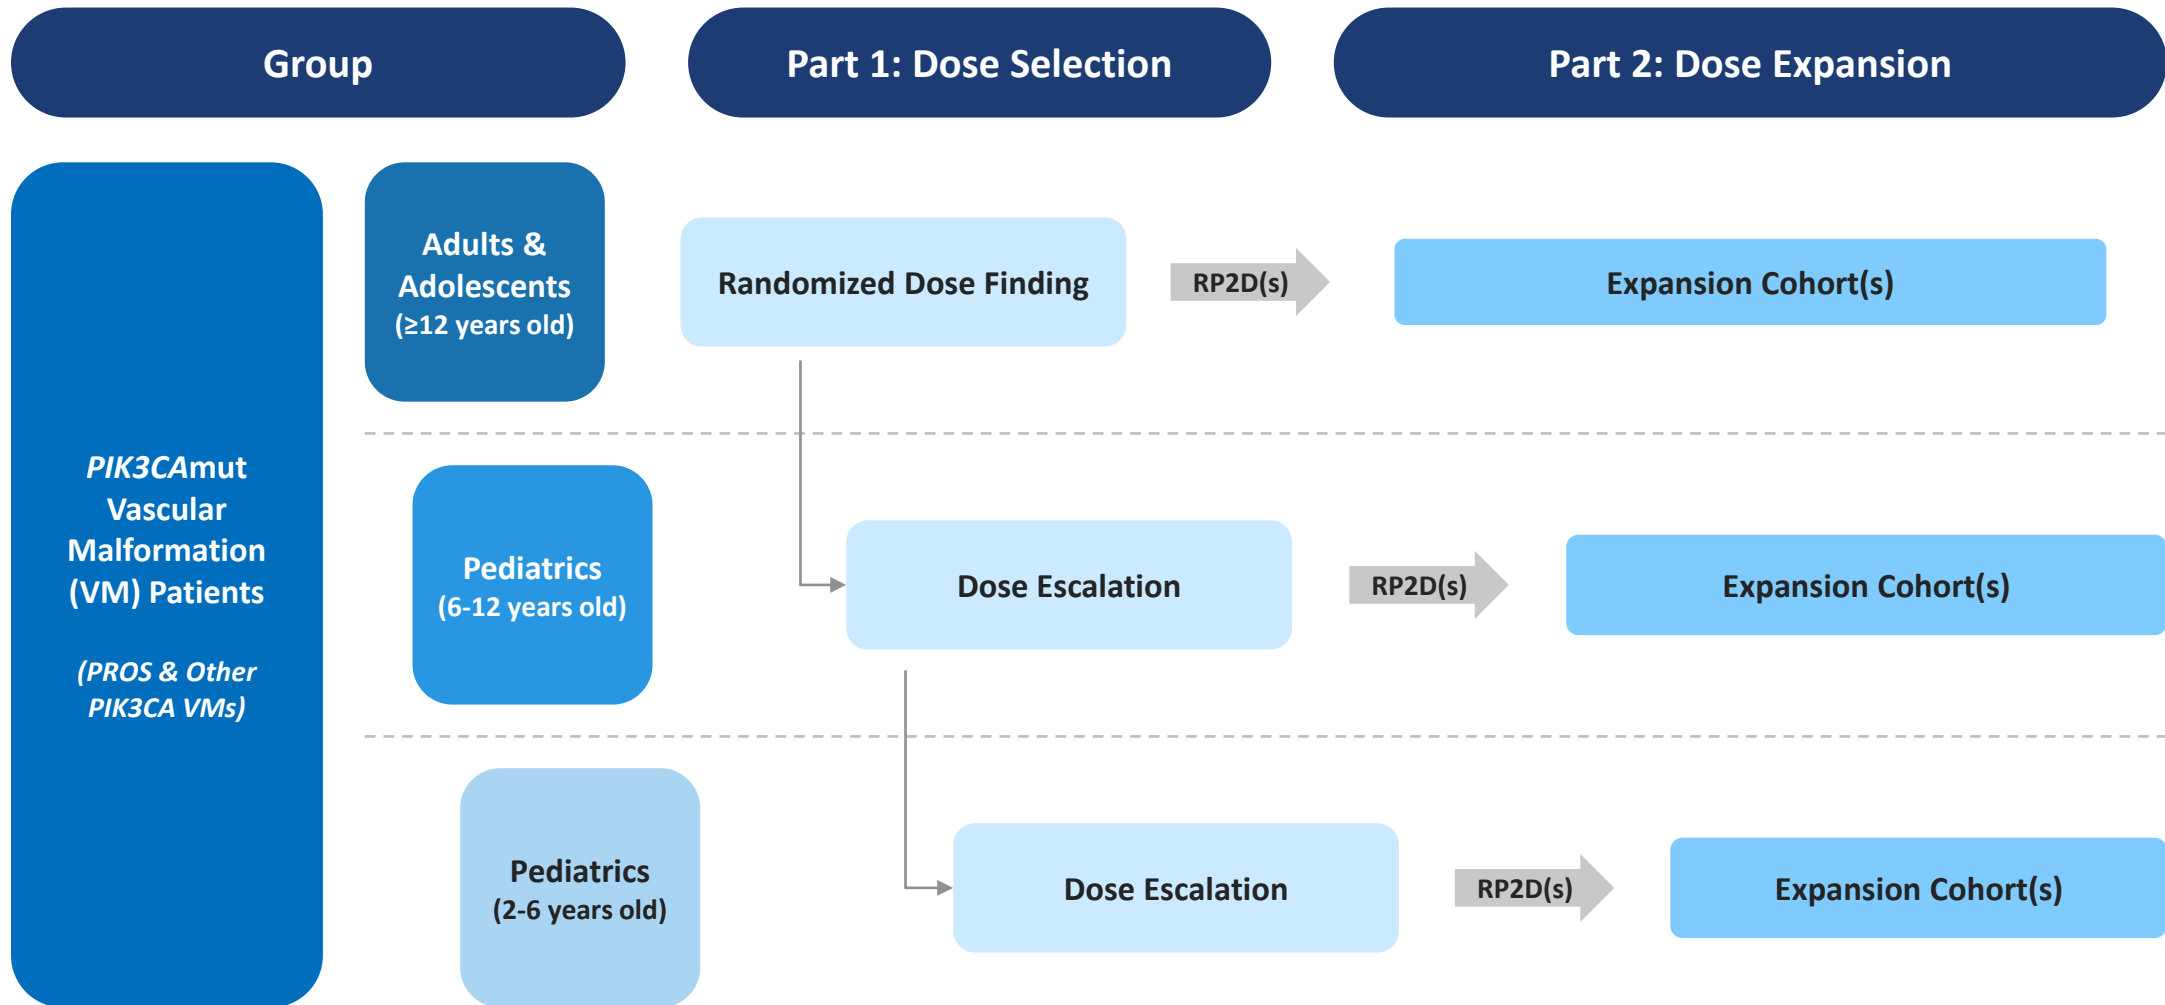 Group
Part 1: Dose Selection
Part 2: Dose Expansion
PIK3CAmut
Vascular
Malformation
(VM) Patients
(PROS & Other
PIK3CA VMs)
Adults &
Adolescents
(≥12 years old)
Randomized Dose Finding
RP2D(s)
Expansion Cohort(s)
Pediatrics
(6-12 years old)
Dose Escalation
RP2D(s)
Expansion Cohort(s)
Pediatrics
(2-6 years old)
Dose Escalation
RP2D(s)
Expansion Cohort(s)